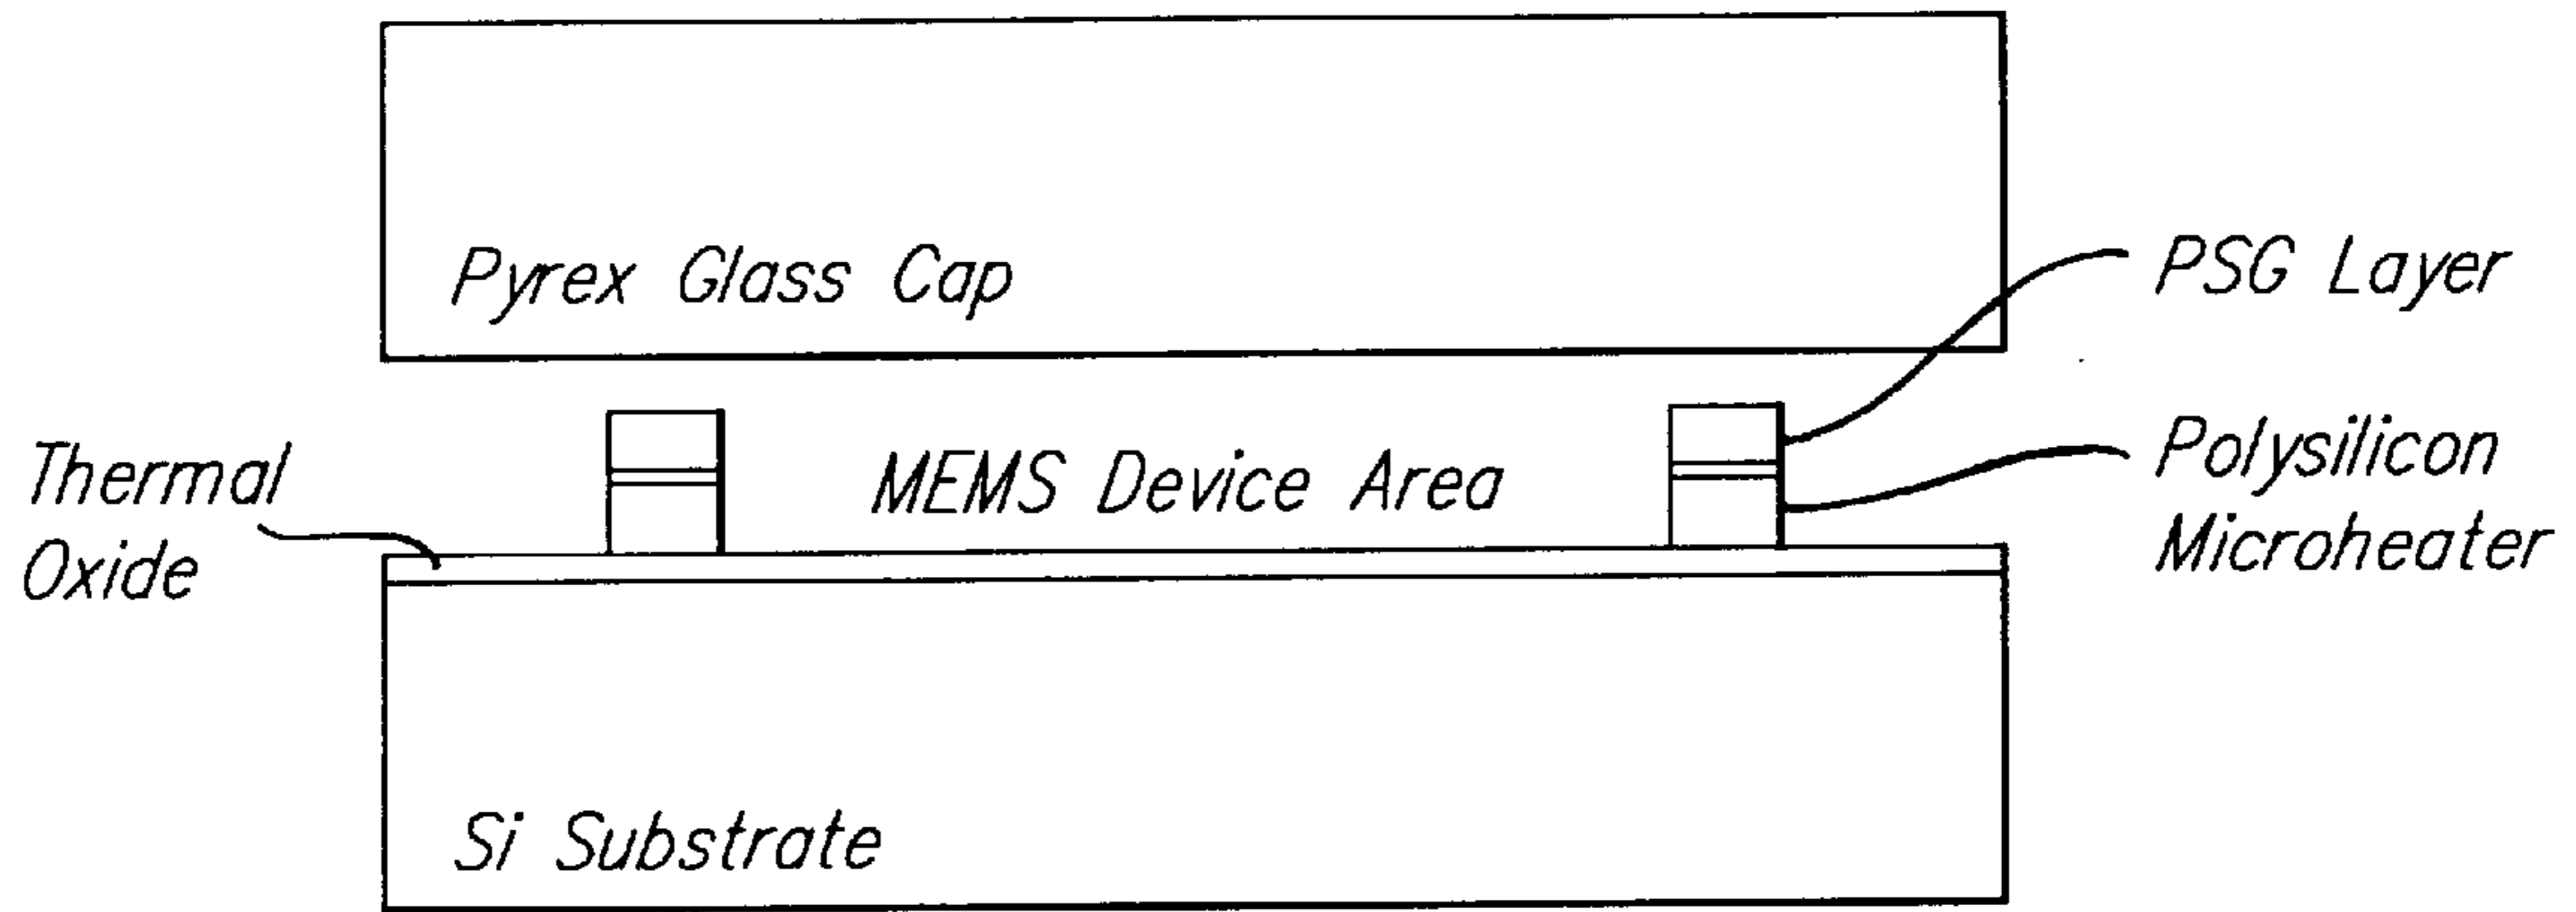 Pyrex Glass Cap
PSG Layer
Thermal
Oxide
MEMS Device Area
Polysilicon
Microheater
Si Substrate